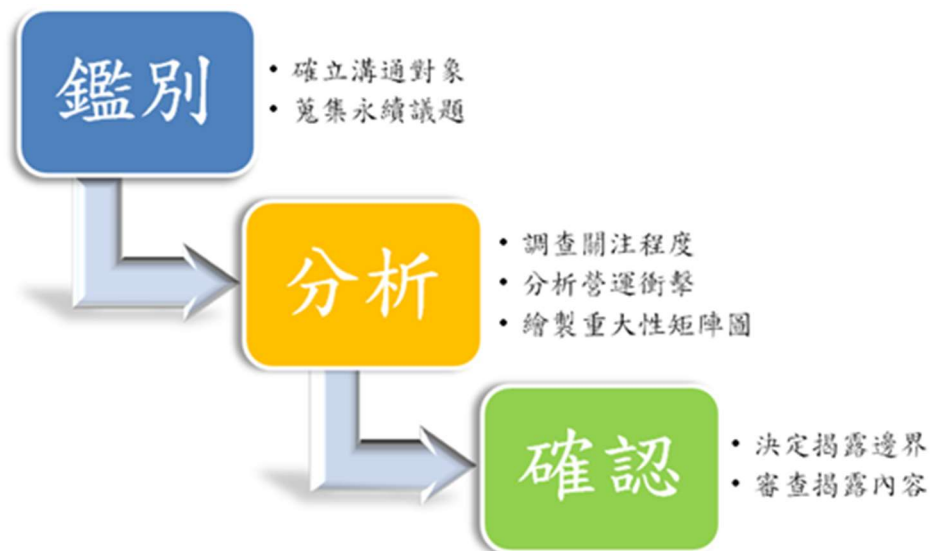 鑑別
• 確立溝通對象
• 蒐集永續議題
分析
• 調查關注程度
• 分析營運衝擊
• 繪製重大性矩陣圖
確認
• 決定揭露邊界
• 審查揭露內容